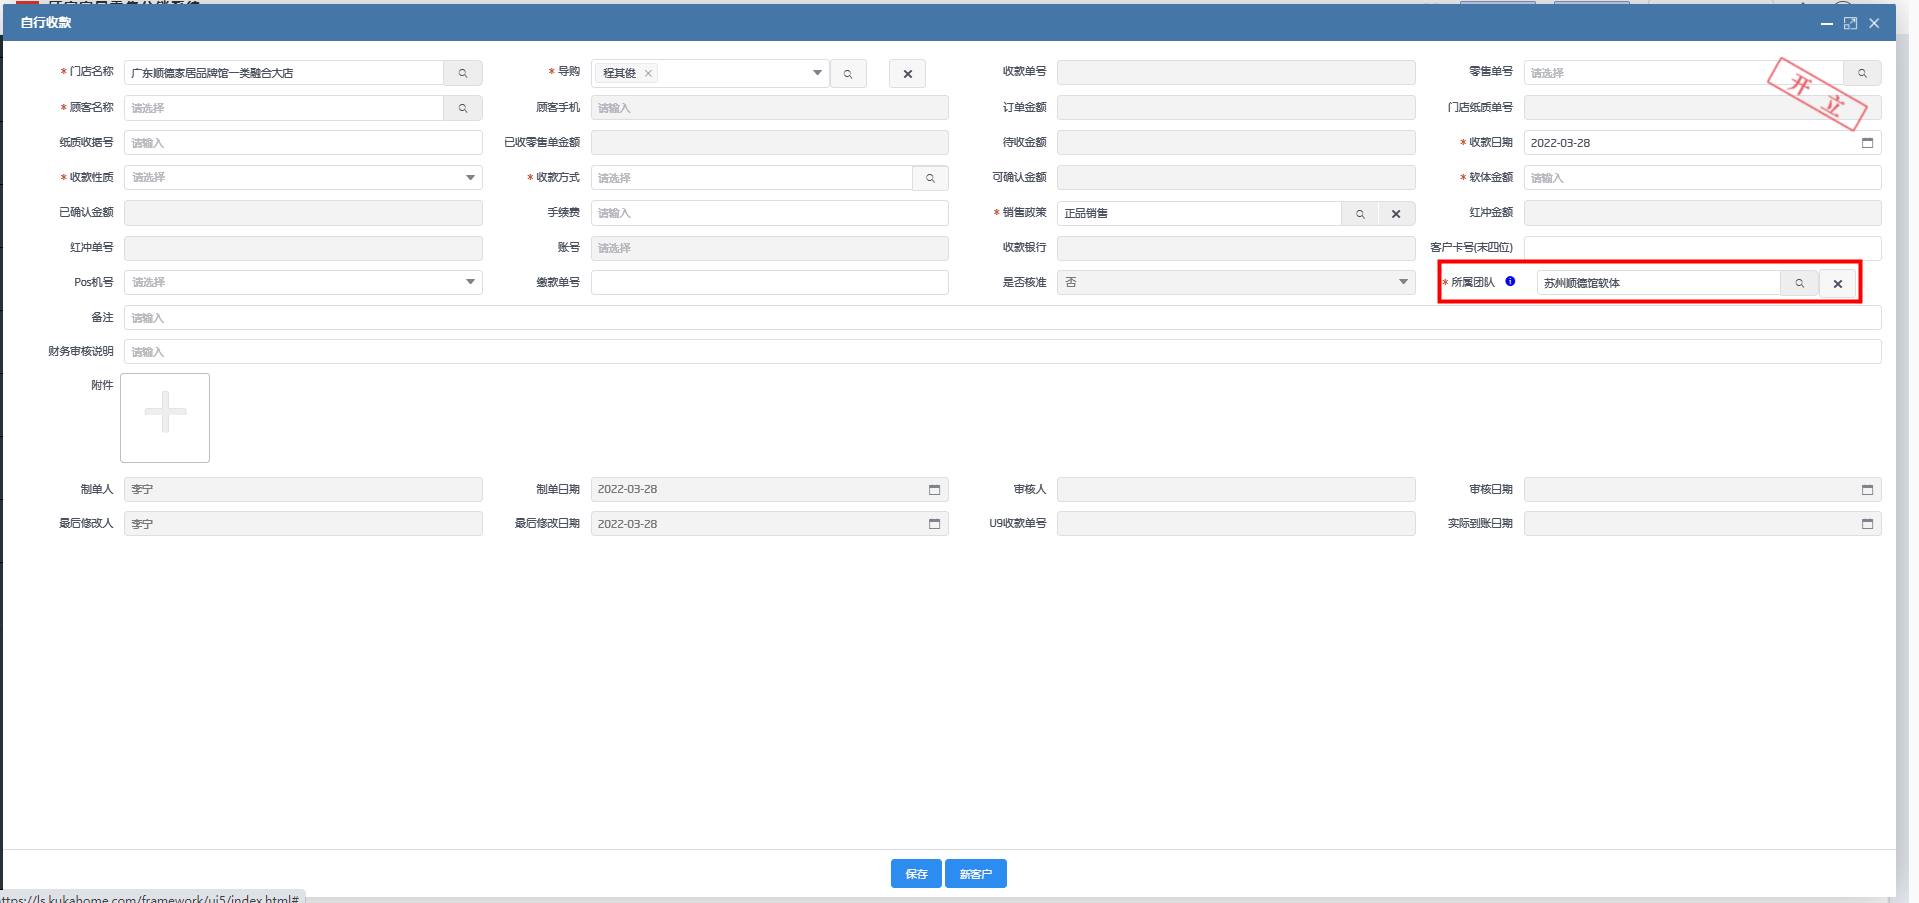 自行收款
* 门店名称 广东顺德家居品牌馆一类融合大店 * 导购 程其俊 × 收款单号 零售单号 请选择
开立
* 顾客名称 请选择 顾客手机 请输入 订单金额 门店纸质单号
纸质收据号 请输入 已收零售单金额 待收金额 * 收款日期 2022-03-28
* 收款性质 请选择 * 收款方式 请选择 可确认金额 * 软体金额 请输入
已确认金额 手续费 请输入 * 销售政策 正品销售 红冲金额
红冲单号 账号 请选择 收款银行 客户卡号(末四位)
Pos机号 请选择 缴款单号 是否核准 否 * 所属团队 苏州顺德馆软体
备注 请输入
财务审核说明 请输入
附件
制单人 李宁 制单日期 2022-03-28 审核人 审核日期
最后修改人 李宁 最后修改日期 2022-03-28 U9收款单号 实际到账日期
保存 新客户
ttps://ls.kukahome.com/framework/ui5/index.html#